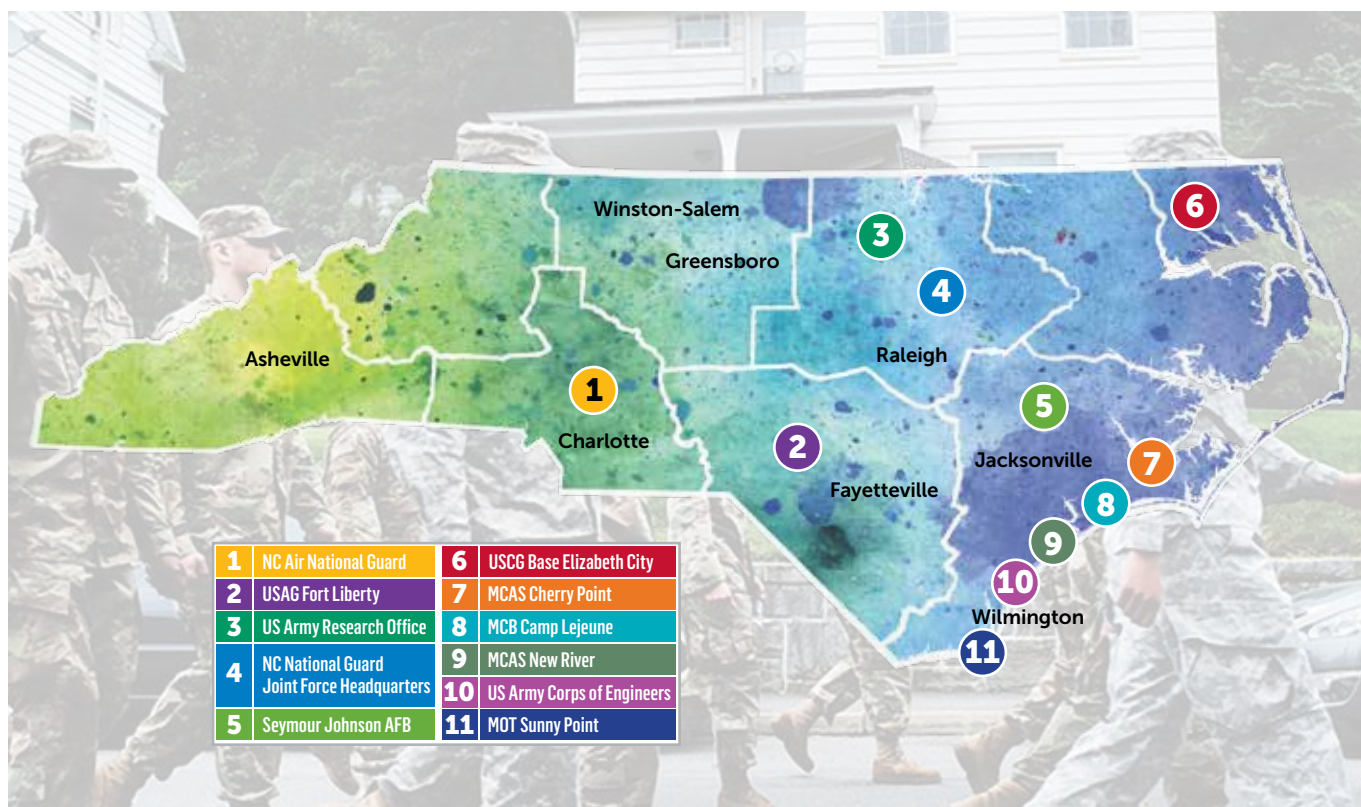 Winston-Salem
6
3
Greensboro
4
Asheville
Raleigh
1
5
Charlotte
2
Jacksonville
7
Fayetteville
8
9
10
Wilmington
11
1 NC Air National Guard
2 USAG Fort Liberty
3 US Army Research Office
4 NC National Guard
Joint Force Headquarters
5 Seymour Johnson AFB
6 USCG Base Elizabeth City
7 MCAS Cherry Point
8 MCB Camp Lejeune
9 MCAS New River
10 US Army Corps of Engineers
11 MOT Sunny Point